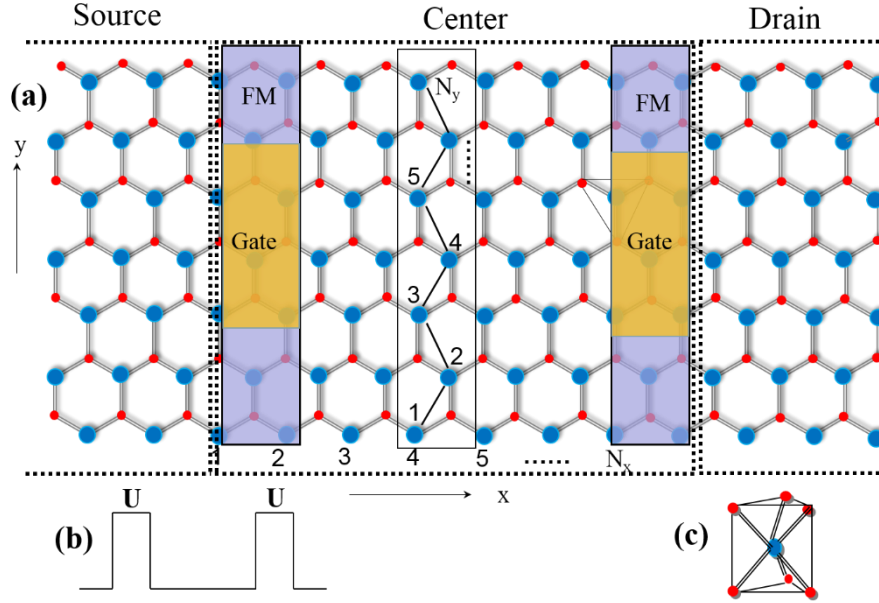 Source Center Drain
(a)
FM
N_y
FM
y
5
Gate
4
Gate
3
2
1
1 2 3 4 5 ...... N_x
x
U U
(b)
(c)